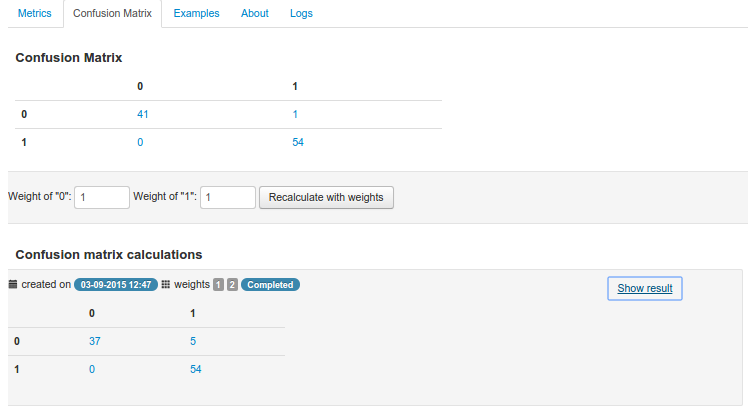 Metrics Confusion Matrix Examples About Logs
Confusion Matrix
0 1
0 41 1
1 0 54
Weight of "0": 1 Weight of "1": 1 Recalculate with weights
Confusion matrix calculations
created on 03-09-2015 12:47 weights 1 2 Completed Show result
0 1
0 37 5
1 0 54